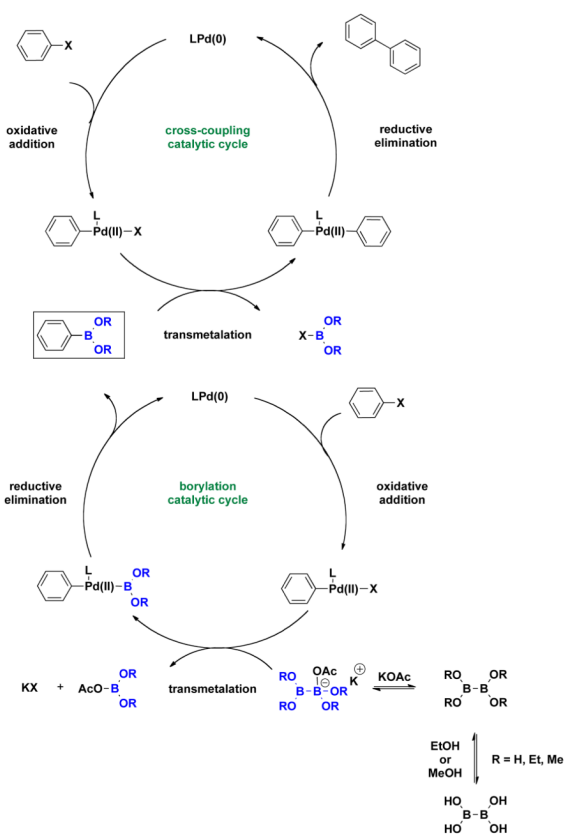 X
LPd(0)
oxidative
addition
cross-coupling
catalytic cycle
reductive
elimination
L
Pd(II)–X
L
Pd(II)
OR
B
OR
transmetalation
OR
X–B
OR
LPd(0)
X
reductive
elimination
borylation
catalytic cycle
oxidative
addition
L
Pd(II)–B
OR
OR
L
Pd(II)–X
KX + AcO–B
OR
OR
transmetalation
RO OAc K⊕
B–B⊖OR
RO OR
KOAc
RO OR
B–B
RO OR
EtOH
or
MeOH
R = H, Et, Me
HO OH
B–B
HO OH